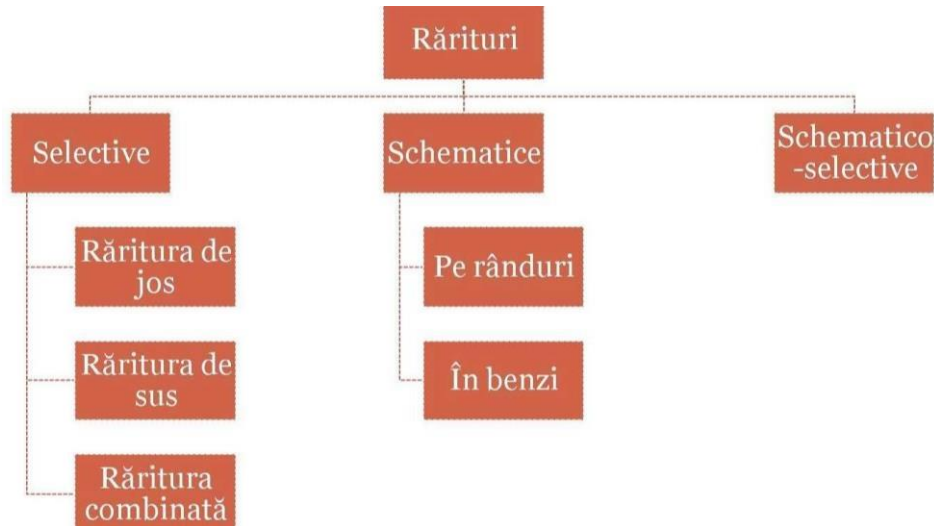 Rărituri
Selective
Schematice
Schematico
-selective
Răritura de
jos
Pe rânduri
Răritura de
sus
În benzi
Răritura
combinată